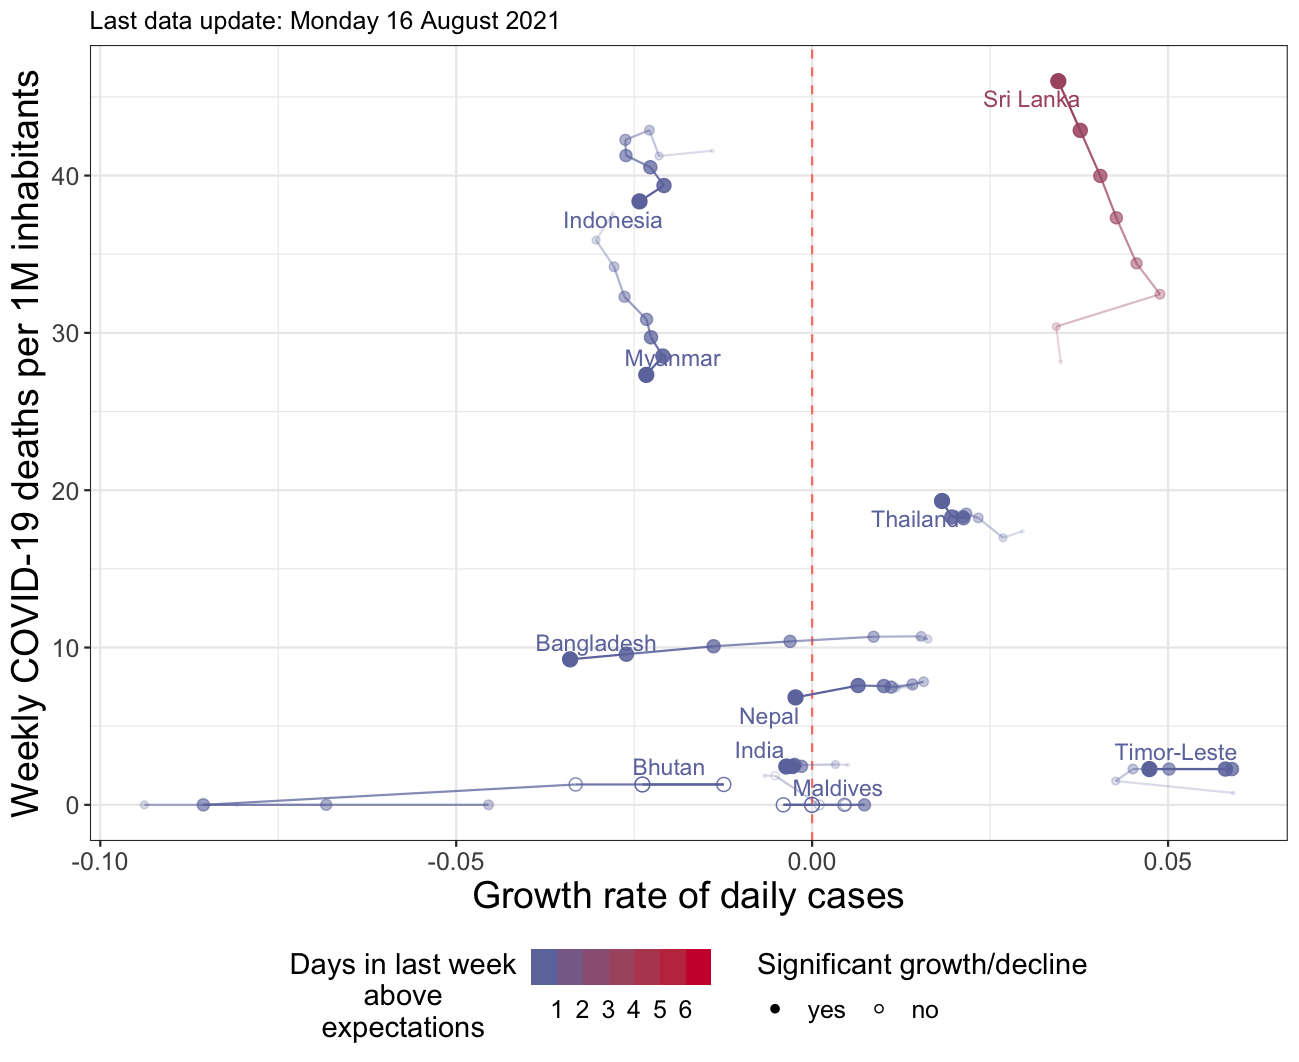 Last data update: Monday 16 August 2021
Weekly COVID-19 deaths per 1M inhabitants
40
30
20
10
0
Sri Lanka
Indonesia
Myanmar
Thailand
Bangladesh
Nepal
India
Timor-Leste
Bhutan
Maldives
-0.10
-0.05
0.00
0.05
Growth rate of daily cases
Days in last week
above
expectations
1 2 3 4 5 6
Significant growth/decline
yes
no